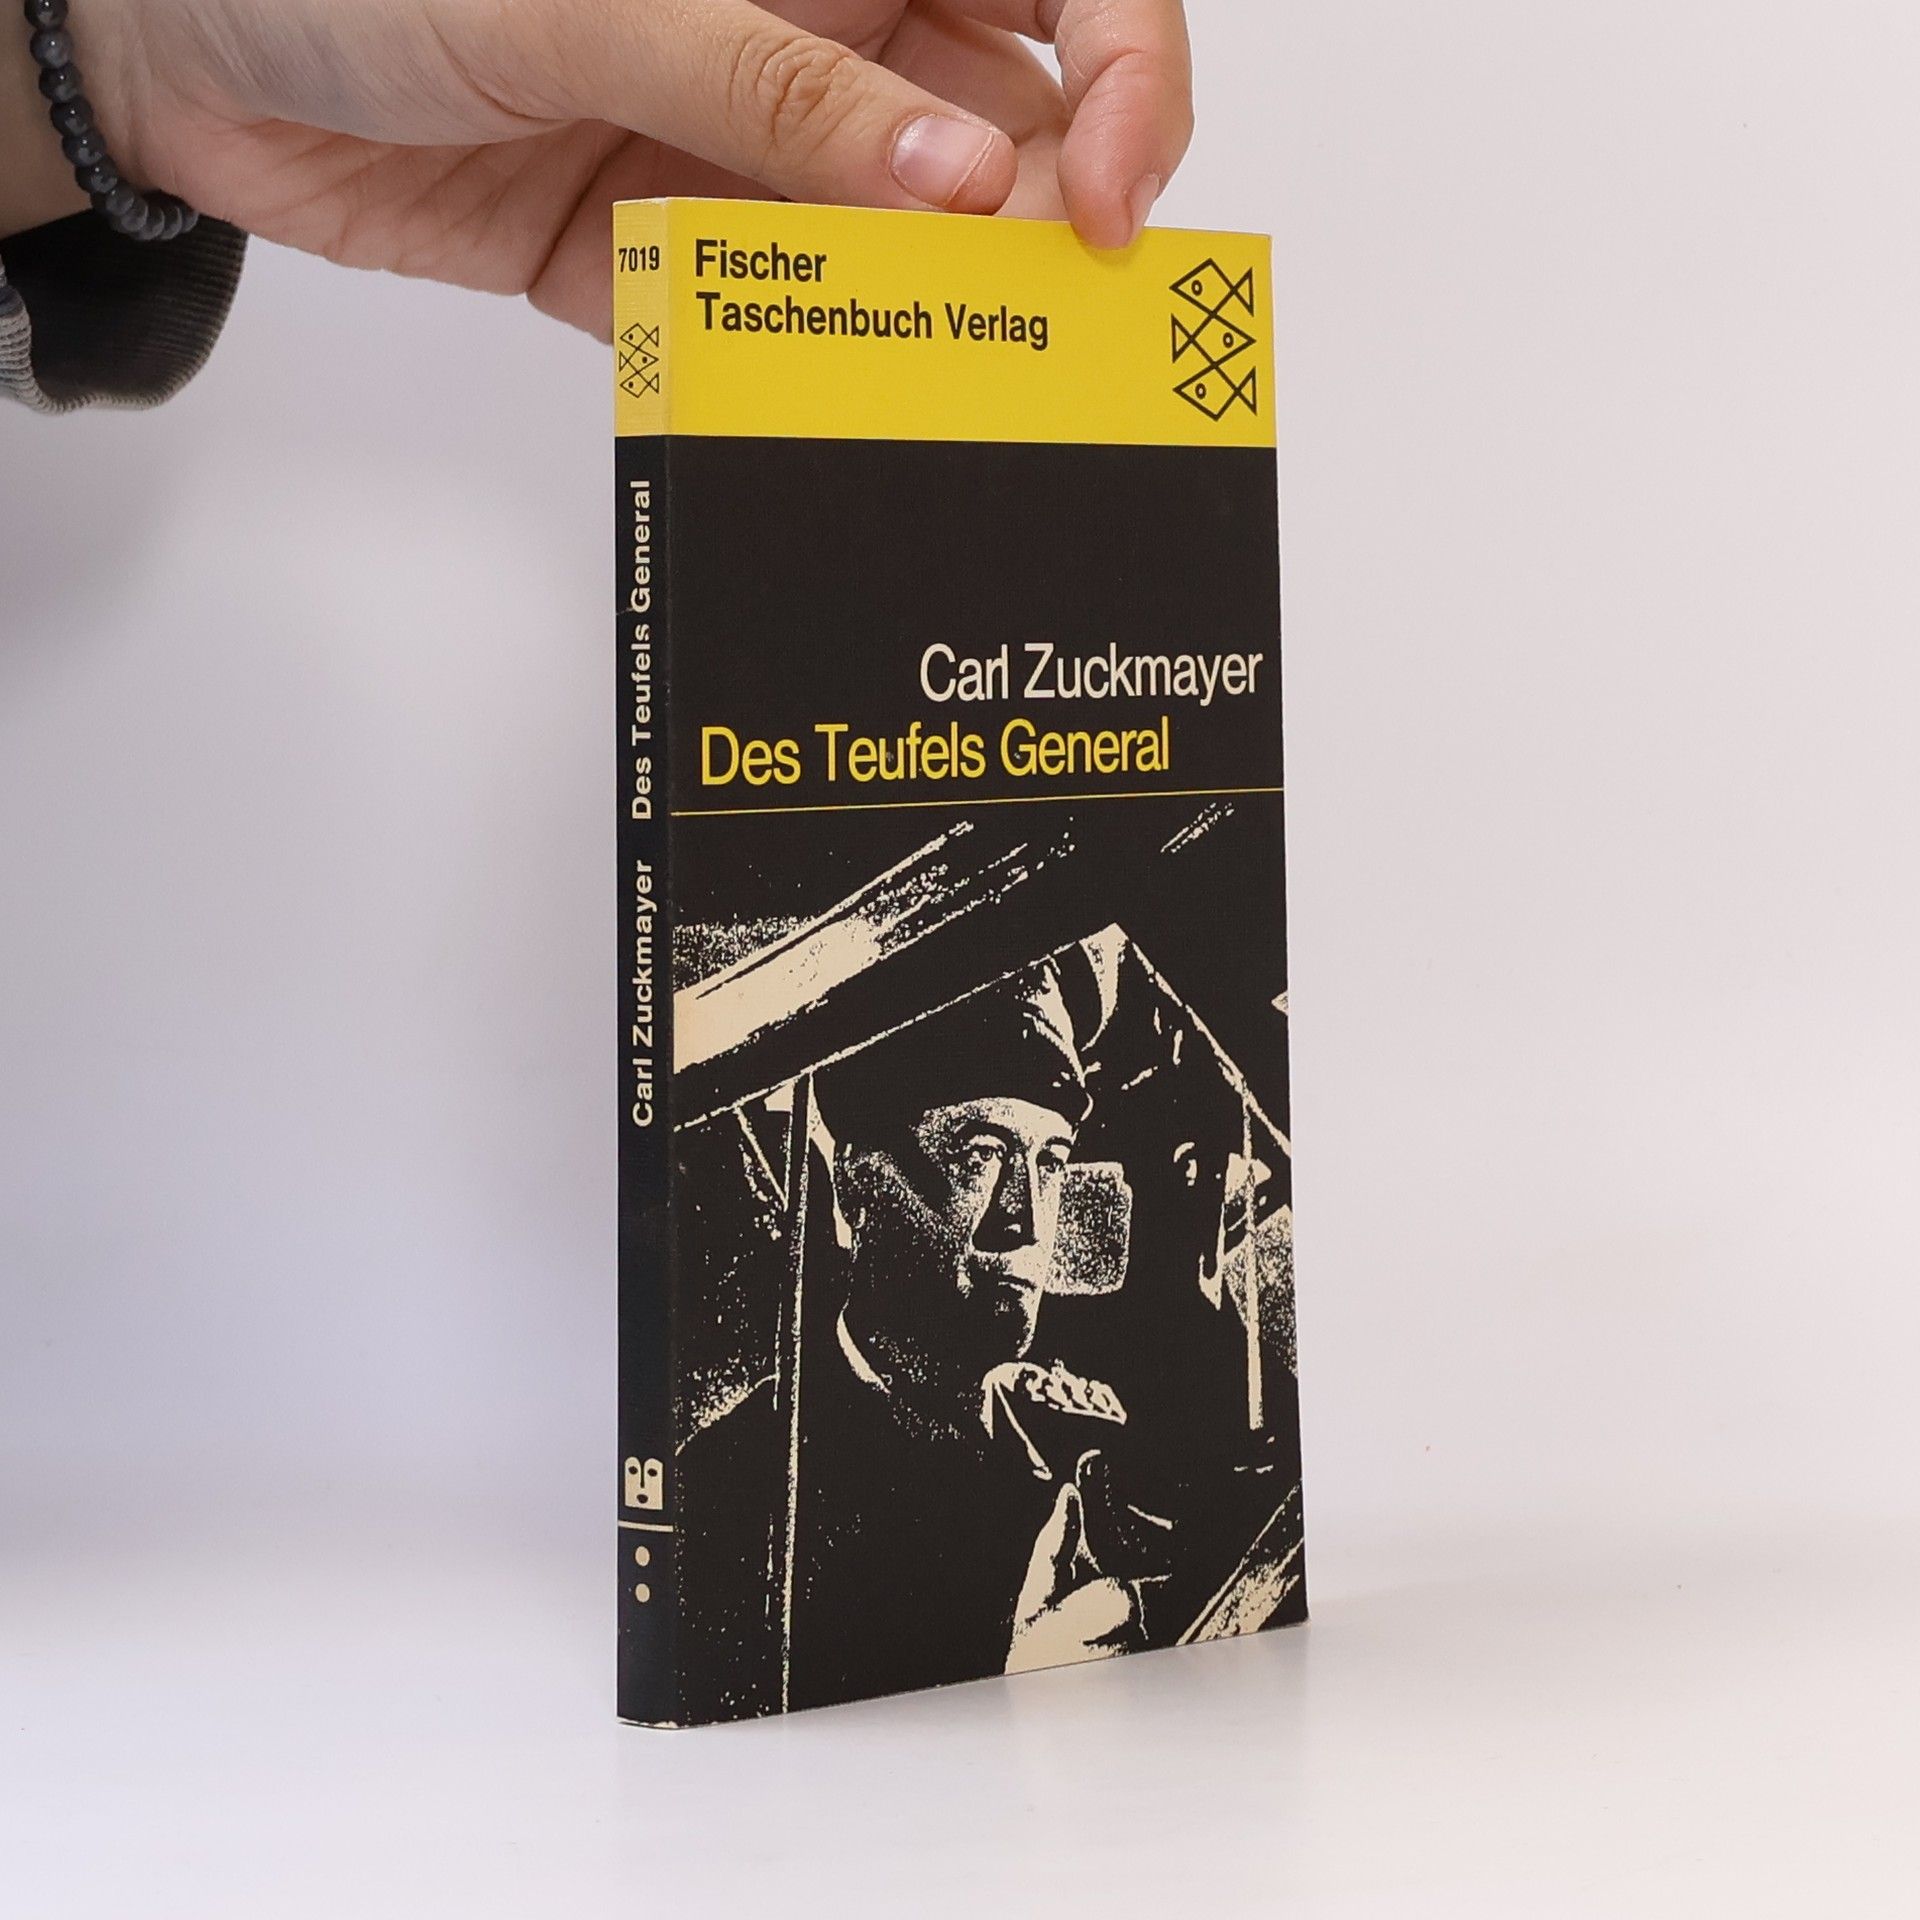 7019
Fischer
Taschenbuch Verlag
Carl Zuckmayer
Des Teufels General
Carl Zuckmayer Des Teufels General